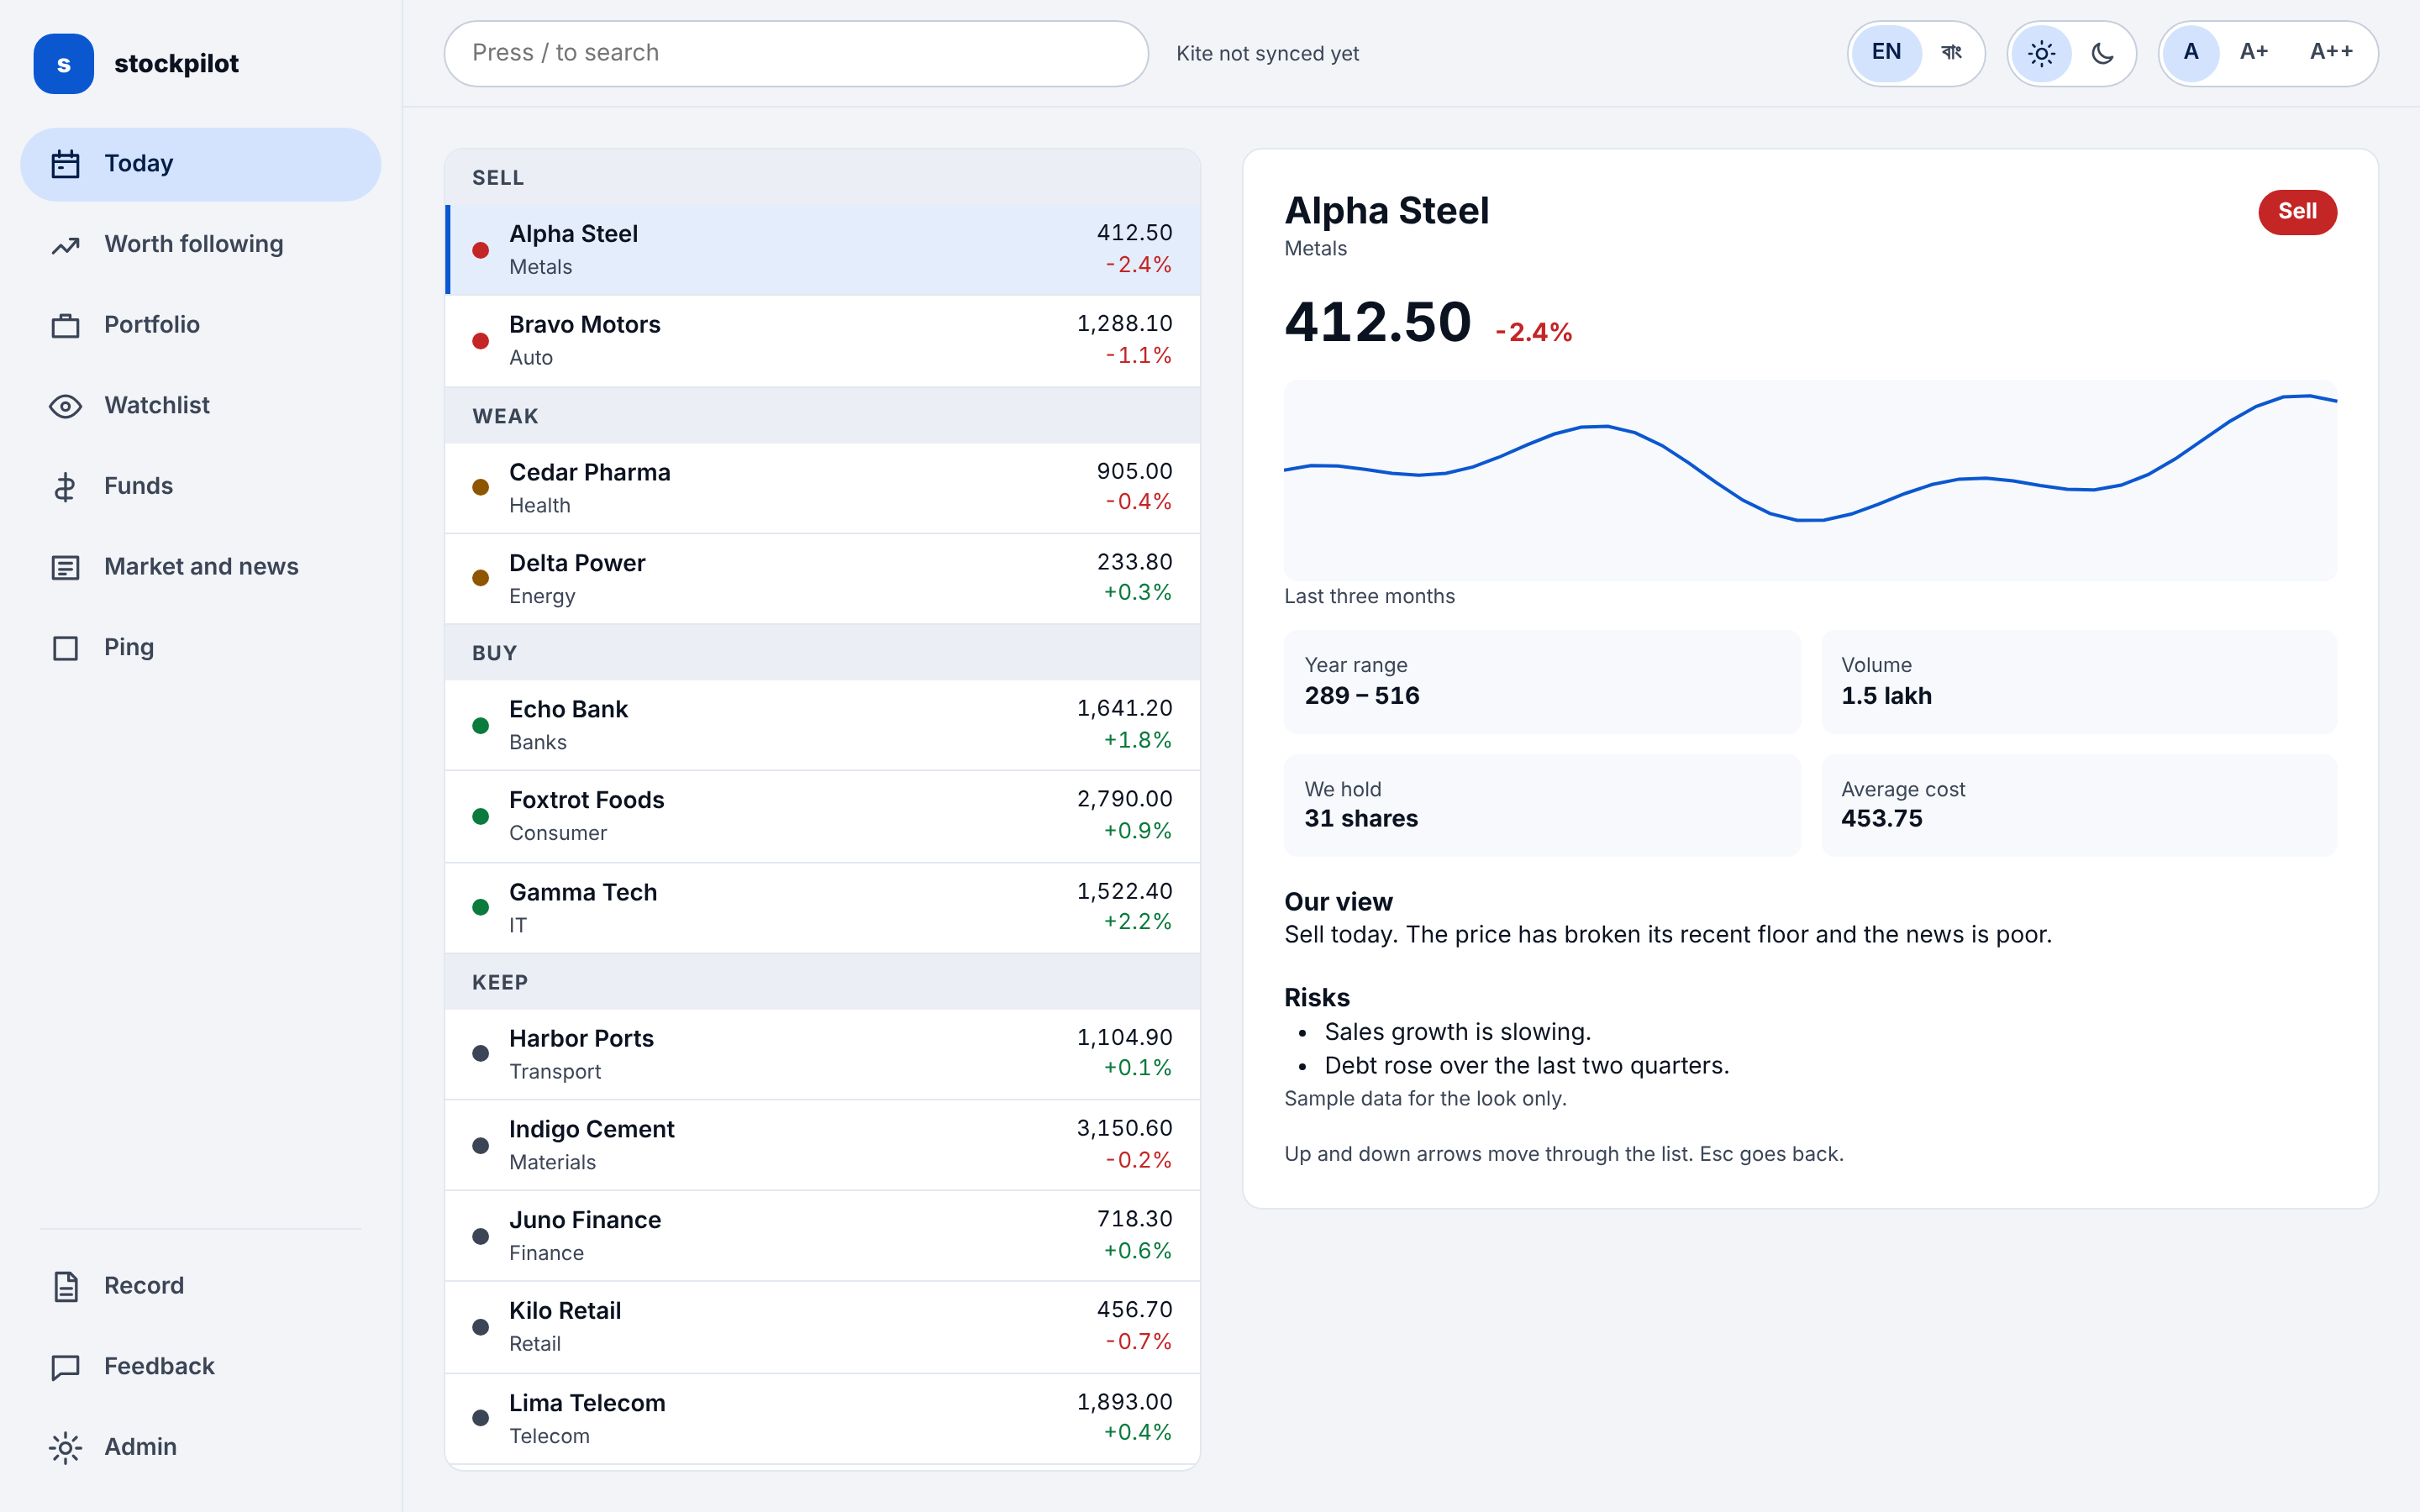 s
stockpilot
Today
Worth following
Portfolio
Watchlist
Funds
Market and news
Ping
Record
Feedback
Admin
Press / to search
Kite not synced yet
EN বাং
A A+ A++
SELL
Alpha Steel 412.50
Metals -2.4%
Bravo Motors 1,288.10
Auto -1.1%
WEAK
Cedar Pharma 905.00
Health -0.4%
Delta Power 233.80
Energy +0.3%
BUY
Echo Bank 1,641.20
Banks +1.8%
Foxtrot Foods 2,790.00
Consumer +0.9%
Gamma Tech 1,522.40
IT +2.2%
KEEP
Harbor Ports 1,104.90
Transport +0.1%
Indigo Cement 3,150.60
Materials -0.2%
Juno Finance 718.30
Finance +0.6%
Kilo Retail 456.70
Retail -0.7%
Lima Telecom 1,893.00
Telecom +0.4%
Alpha Steel Sell
Metals
412.50 -2.4%
Last three months
Year range
289 – 516
Volume
1.5 lakh
We hold
31 shares
Average cost
453.75
Our view
Sell today. The price has broken its recent floor and the news is poor.
Risks
• Sales growth is slowing.
• Debt rose over the last two quarters.
Sample data for the look only.
Up and down arrows move through the list. Esc goes back.